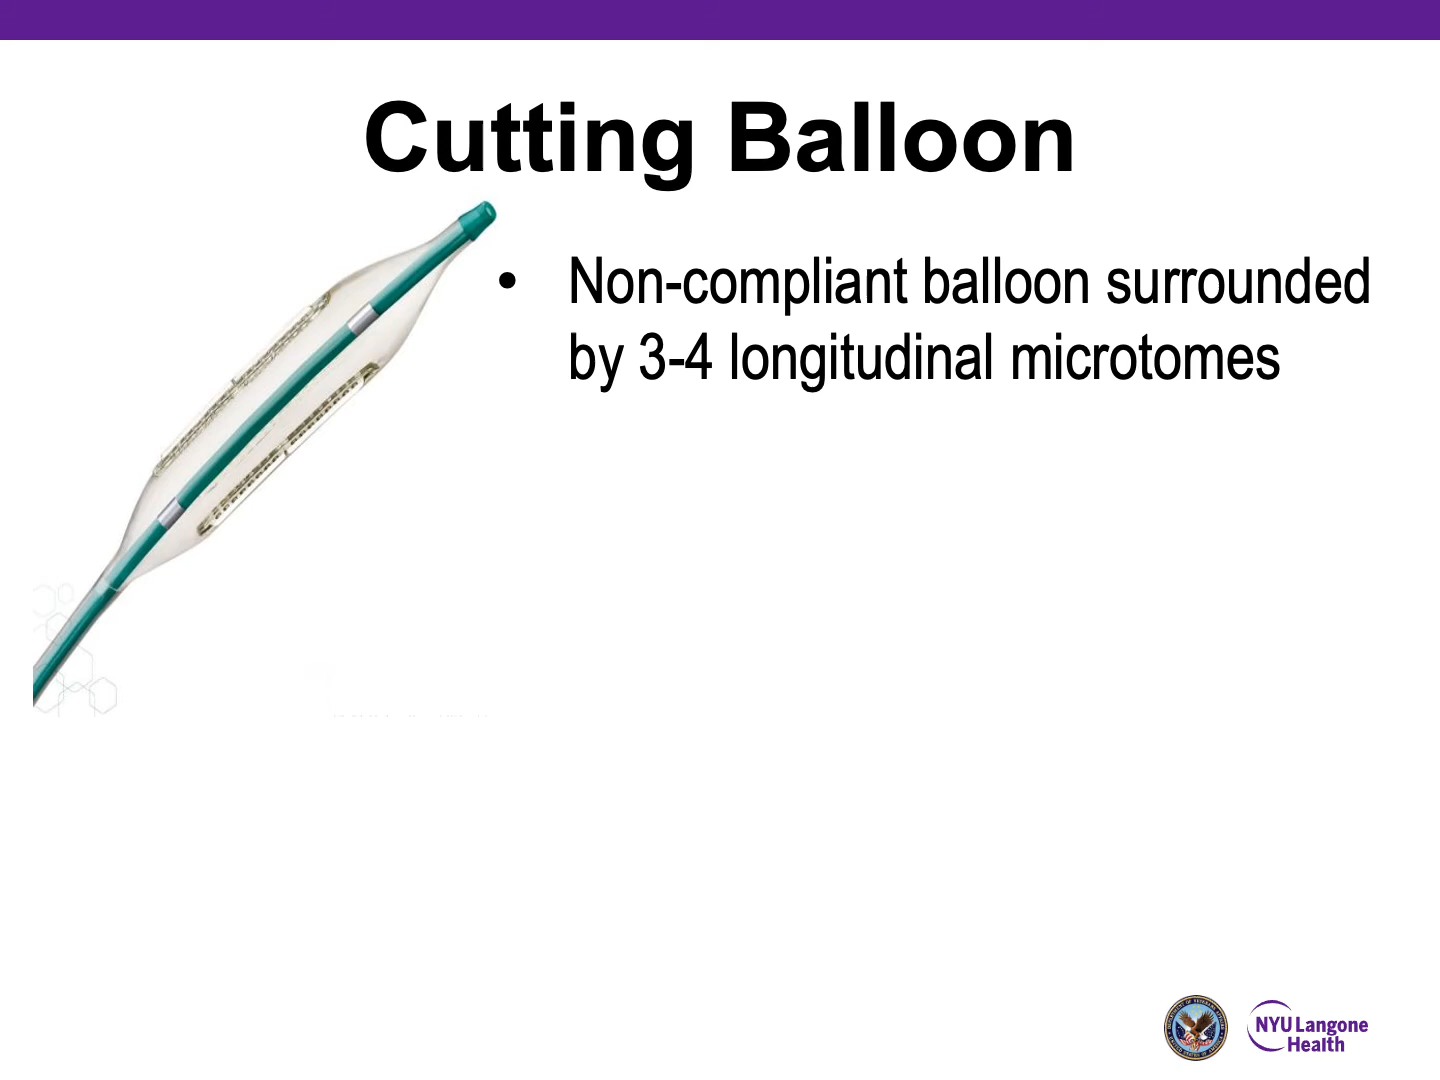 Cutting Balloon
• Non-compliant balloon surrounded
by 3-4 longitudinal microtomes
NYU Langone
Health